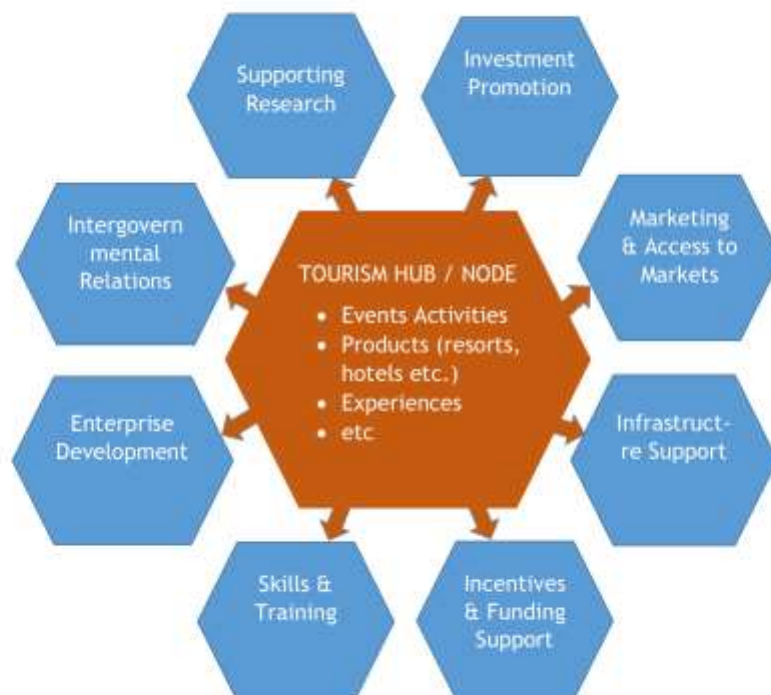 Supporting
Research
Investment
Promotion
Intergovern
mental
Relations
Marketing
& Access to
Markets
TOURISM HUB / NODE
• Events Activities
• Products (resorts,
hotels etc.)
• Experiences
• etc
Enterprise
Development
Infrastruct-
re Support
Skills &
Training
Incentives
& Funding
Support